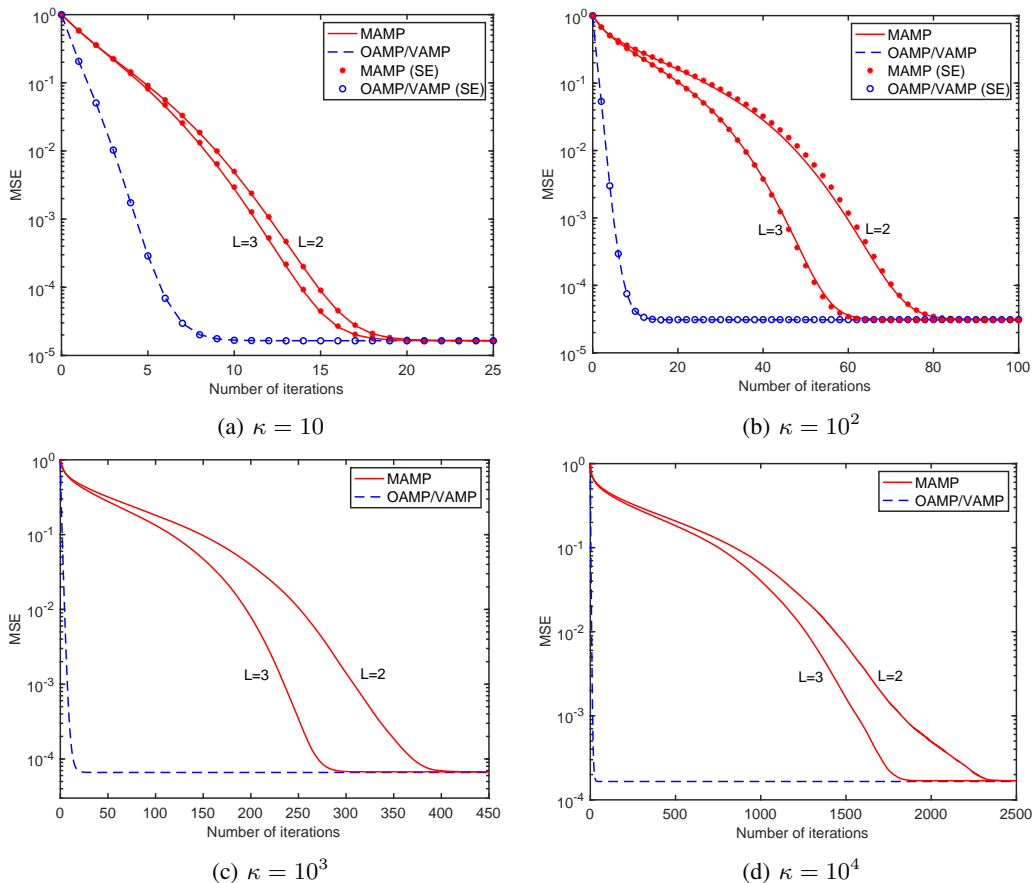 MAMP
OAMP/VAMP
MAMP (SE)
OAMP/VAMP (SE)
10^0
10^-1
10^-2
10^-3
10^-4
10^-5
MSE
L=3
L=2
0 5 10 15 20 25
Number of iterations
(a) κ = 10
MAMP
OAMP/VAMP
MAMP (SE)
OAMP/VAMP (SE)
10^0
10^-1
10^-2
10^-3
10^-4
10^-5
MSE
L=3
L=2
0 20 40 60 80 100
Number of iterations
(b) κ = 10^2
MAMP
OAMP/VAMP
10^0
10^-1
10^-2
10^-3
10^-4
MSE
L=3
L=2
0 50 100 150 200 250 300 350 400 450
Number of iterations
(c) κ = 10^3
MAMP
OAMP/VAMP
10^0
10^-1
10^-2
10^-3
10^-4
MSE
L=3
L=2
0 500 1000 1500 2000 2500
Number of iterations
(d) κ = 10^4